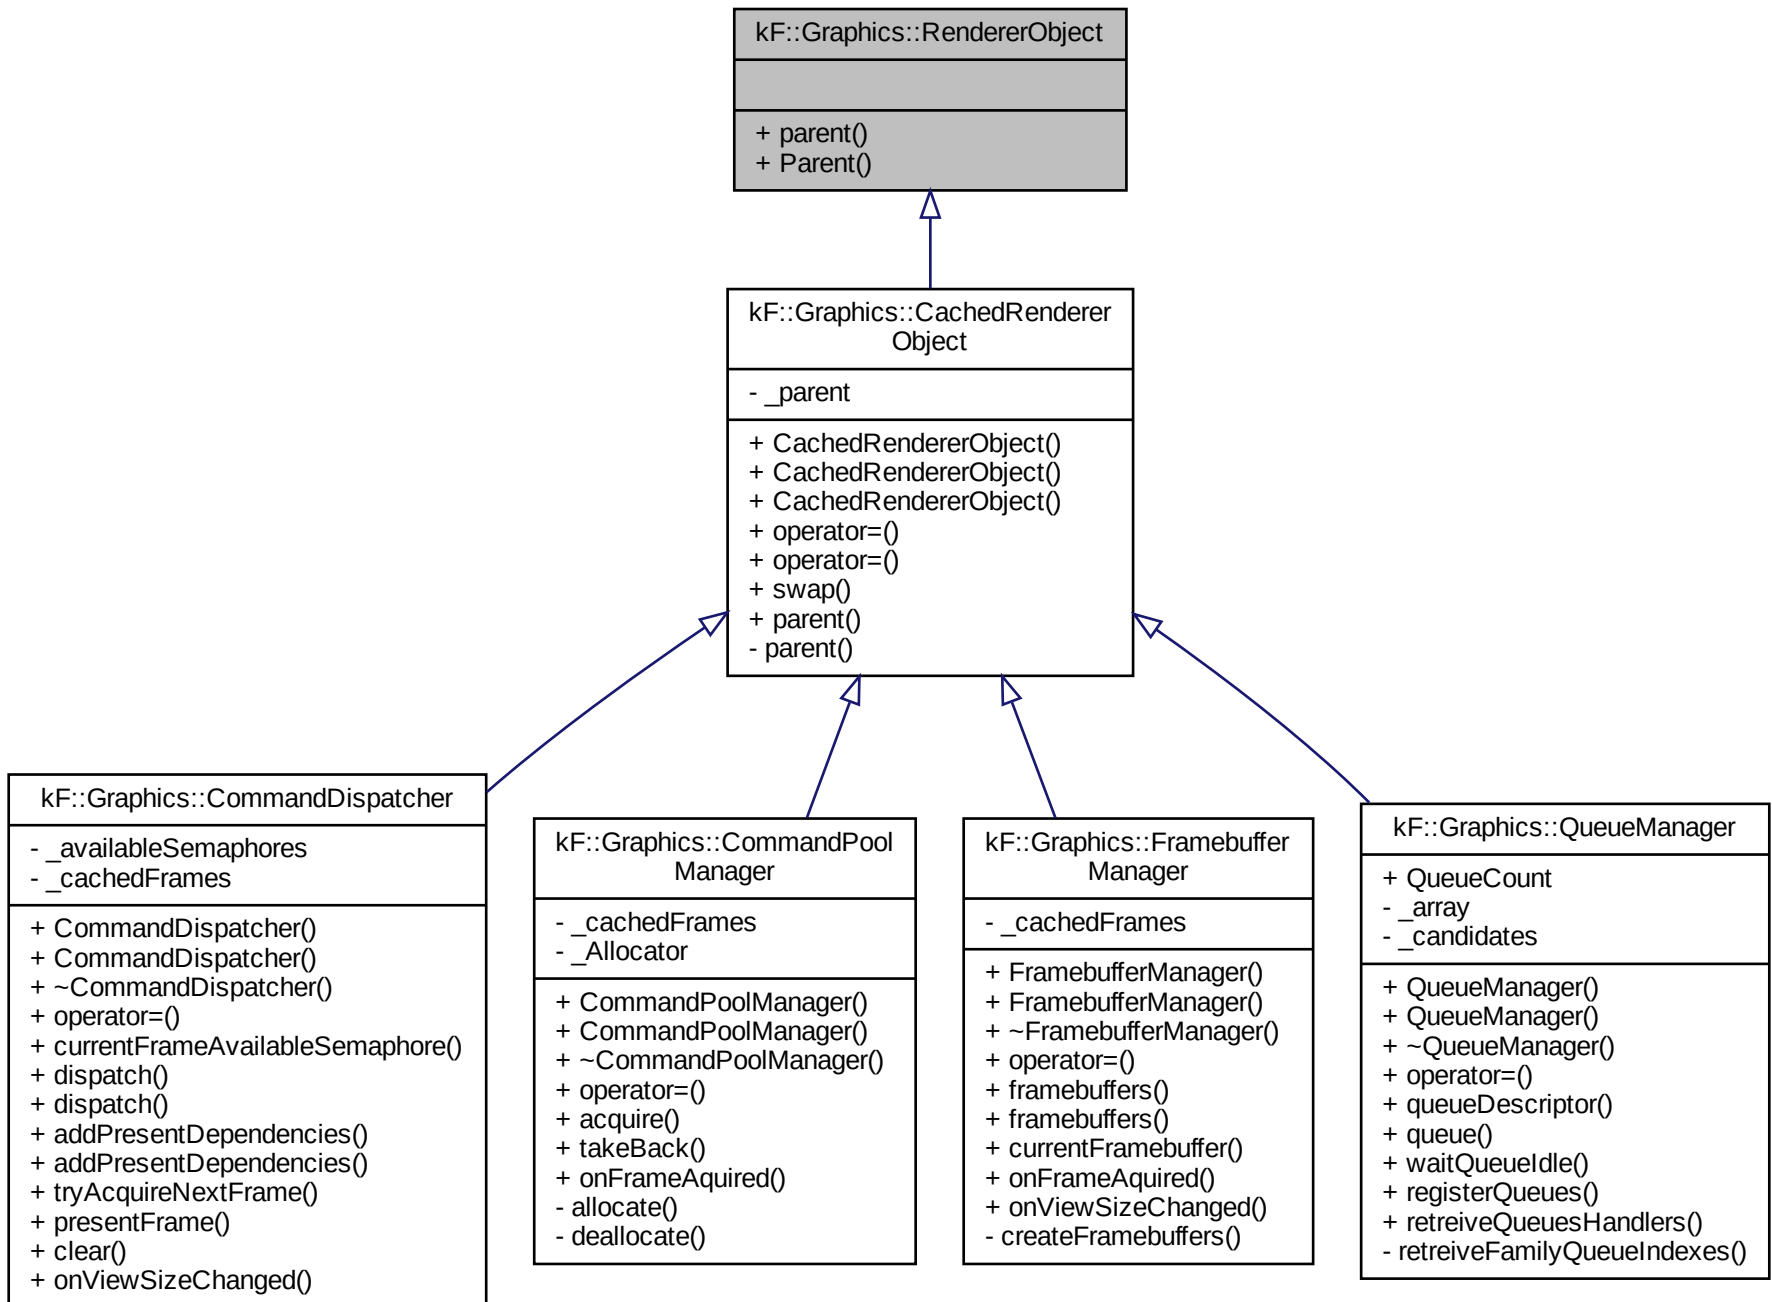 kF::Graphics::RendererObject
+ parent()
+ Parent()
kF::Graphics::CachedRenderer
Object
- _parent
+ CachedRendererObject()
+ CachedRendererObject()
+ CachedRendererObject()
+ operator=()
+ operator=()
+ swap()
+ parent()
- parent()
kF::Graphics::CommandDispatcher
- _availableSemaphores
- _cachedFrames
+ CommandDispatcher()
+ CommandDispatcher()
+ ~CommandDispatcher()
+ operator=()
+ currentFrameAvailableSemaphore()
+ dispatch()
+ dispatch()
+ addPresentDependencies()
+ addPresentDependencies()
+ tryAcquireNextFrame()
+ presentFrame()
+ clear()
+ onViewSizeChanged()
kF::Graphics::CommandPool
Manager
- _cachedFrames
- _Allocator
+ CommandPoolManager()
+ CommandPoolManager()
+ ~CommandPoolManager()
+ operator=()
+ acquire()
+ takeBack()
+ onFrameAquired()
- allocate()
- deallocate()
kF::Graphics::Framebuffer
Manager
- _cachedFrames
+ FramebufferManager()
+ FramebufferManager()
+ ~FramebufferManager()
+ operator=()
+ framebuffers()
+ framebuffers()
+ currentFramebuffer()
+ onFrameAquired()
+ onViewSizeChanged()
- createFramebuffers()
kF::Graphics::QueueManager
+ QueueCount
- _array
- _candidates
+ QueueManager()
+ QueueManager()
+ ~QueueManager()
+ operator=()
+ queueDescriptor()
+ queue()
+ waitQueueIdle()
+ registerQueues()
+ retreiveQueuesHandlers()
- retreiveFamilyQueueIndexes()